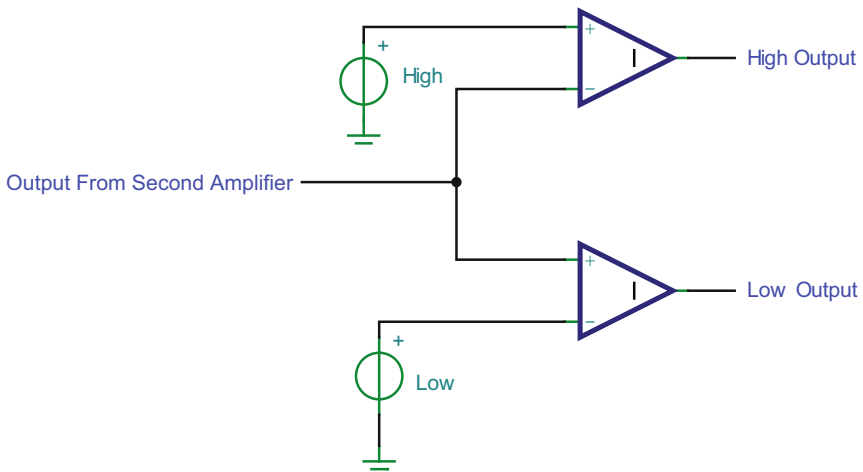 +
High
+
−
High Output
Output From Second Amplifier
+
−
Low Output
+
Low